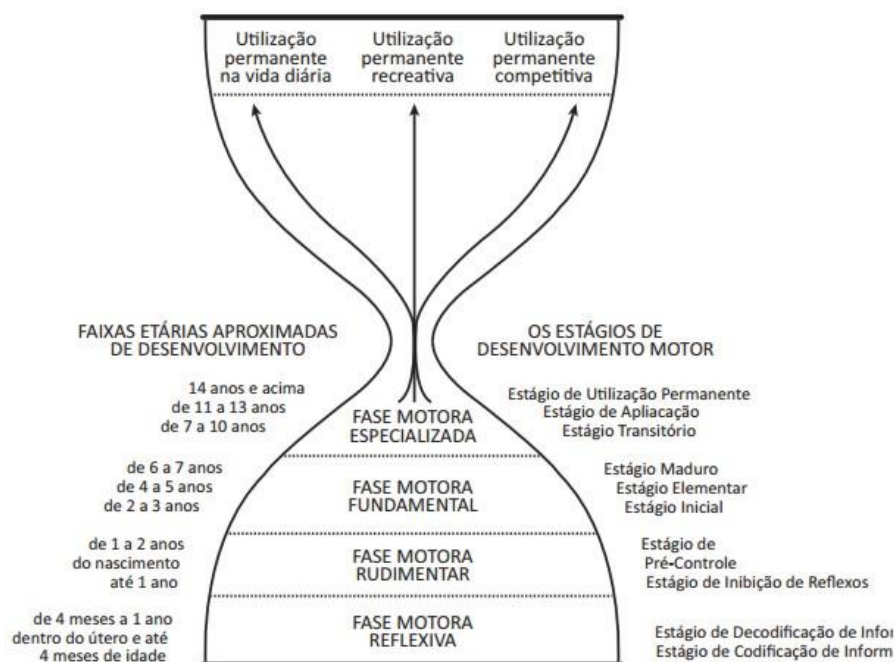 Utilização permanente na vida diária
Utilização permanente recreativa
Utilização permanente competitiva
FAIXAS ETÁRIAS APROXIMADAS
DE DESENVOLVIMENTO
OS ESTÁGIOS DE
DESENVOLVIMENTO MOTOR
14 anos e acima
de 11 a 13 anos
de 7 a 10 anos
FASE MOTORA
ESPECIALIZADA
Estágio de Utilização Permanente
Estágio de Apliacação
Estágio Transitório
de 6 a 7 anos
de 4 a 5 anos
de 2 a 3 anos
FASE MOTORA
FUNDAMENTAL
Estágio Maduro
Estágio Elementar
Estágio Inicial
de 1 a 2 anos
do nascimento
até 1 ano
FASE MOTORA
RUDIMENTAR
Estágio de
Pré-Controle
Estágio de Inibição de Reflexos
de 4 meses a 1 ano
dentro do útero e até
4 meses de idade
FASE MOTORA
REFLEXIVA
Estágio de Decodificação de
Estágio de Codificação de